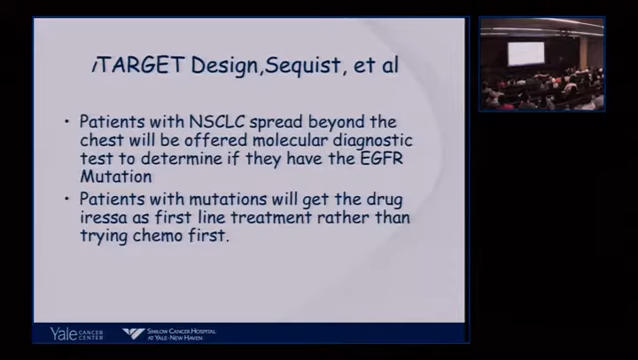 iTARGET Design,Sequist, et al
• Patients with NSCLC spread beyond the
chest will be offered molecular diagnostic
test to determine if they have the EGFR
Mutation
• Patients with mutations will get the drug
iressa as first line treatment rather than
trying chemo first.
Yale CANCER CENTER
SMILOW CANCER HOSPITAL
AT YALE-NEW HAVEN